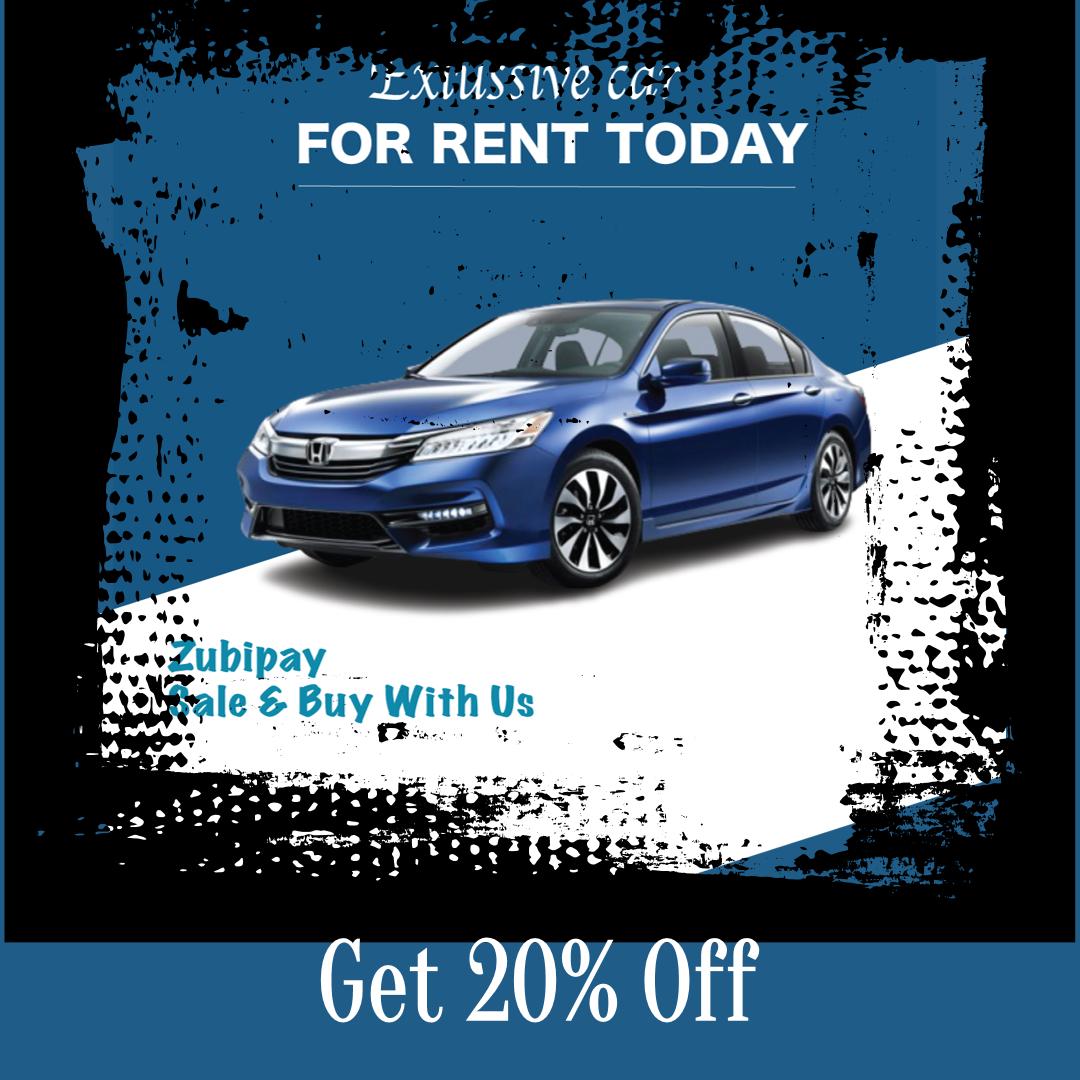 Exlussive car
FOR RENT TODAY
Zubipay
Sale & Buy With Us
Get 20% Off